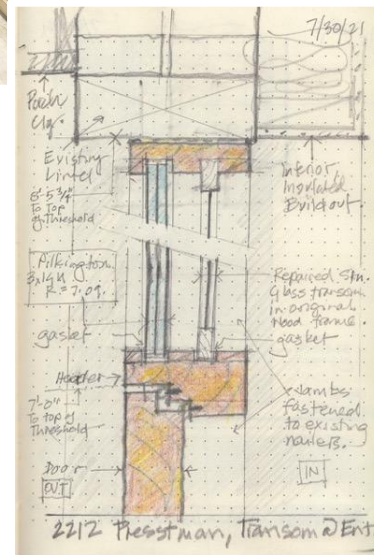 7/30/21
Porch
Clg.
Existing
Lintel
8'-5 3/4"
To Top
of Threshold
Pilkington
R = 7.09.
gasket
Header
7'-0"
To top of
Threshold
Door
OUT
Interior
Insulated
Buildout.
Repaired Stn.
Glass transom
in original
wood frame.
gasket
Jambs
fastened
to existing
nailers.
IN
2212 Presstman, Transom @ Ent